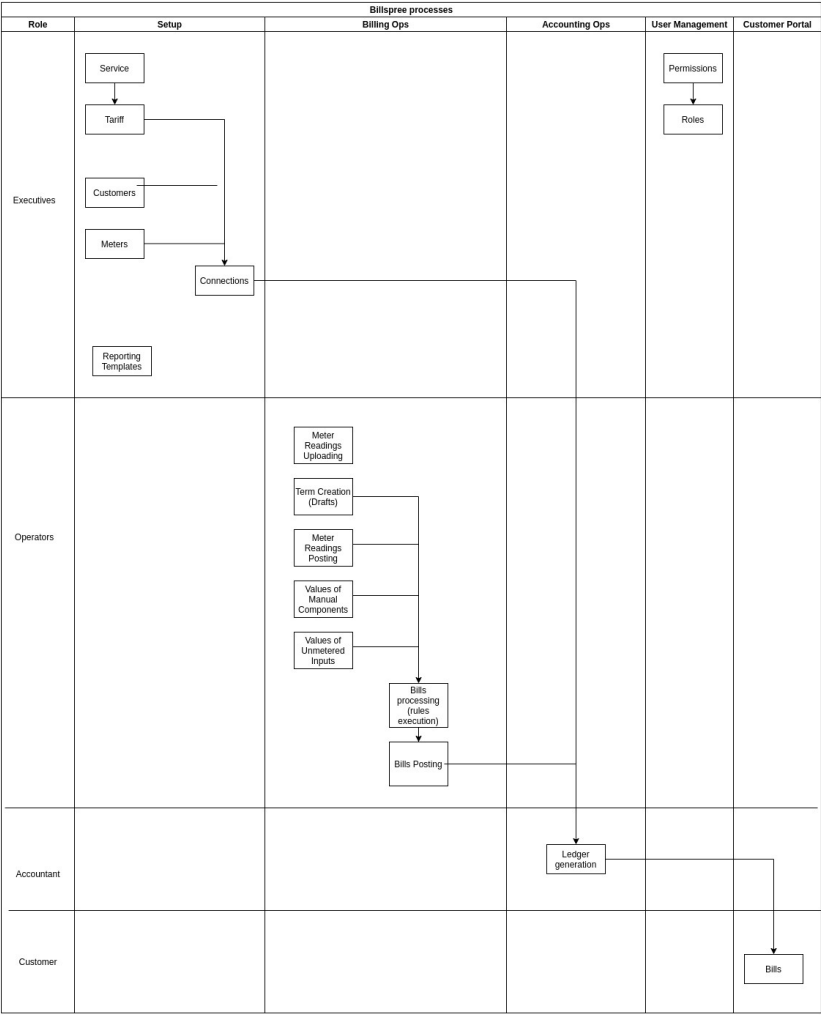 Billspree processes
Role
Setup
Billing Ops
Accounting Ops
User Management
Customer Portal
Executives
Service
Tariff
Customers
Meters
Connections
Reporting
Templates
Permissions
Roles
Operators
Meter
Readings
Uploading
Term Creation
(Drafts)
Meter
Readings
Posting
Values of
Manual
Components
Values of
Unmetered
Inputs
Bills
processing
(rules
execution)
Bills Posting
Accountant
Ledger
generation
Customer
Bills